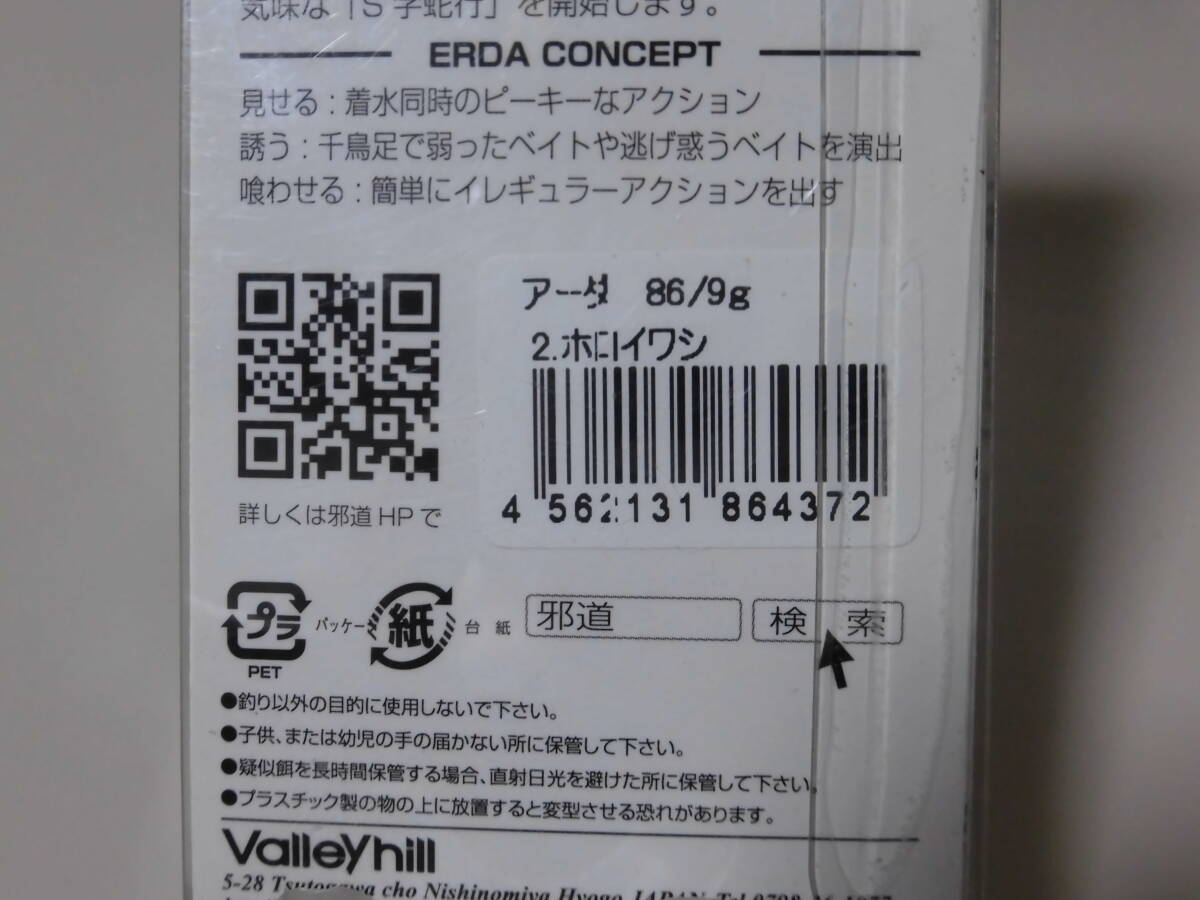 気味な「S字蛇行」を開始します。
ERDA CONCEPT
見せる：着水同時のピーキーなアクション
誘う：千鳥足で弱ったベイトや逃げ惑うベイトを演出
喰わせる：簡単にイレギュラーアクションを出す
アーダ 86/9g
2.ホロイワシ
4 562131 864372
詳しくは邪道 HP で
プラ
PET
パッケージ
紙
台紙
邪道
検索
●釣り以外の目的に使用しないで下さい。
●子供、または幼児の手の届かない所に保管して下さい。
●疑似餌を長時間保管する場合、直射日光を避けた所に保管して下さい。
●プラスチック製の物の上に放置すると変型させる恐れがあります。
Valleyhill
5-28 Tsutogawa cho Nishinomiya Hyogo JAPAN Tel